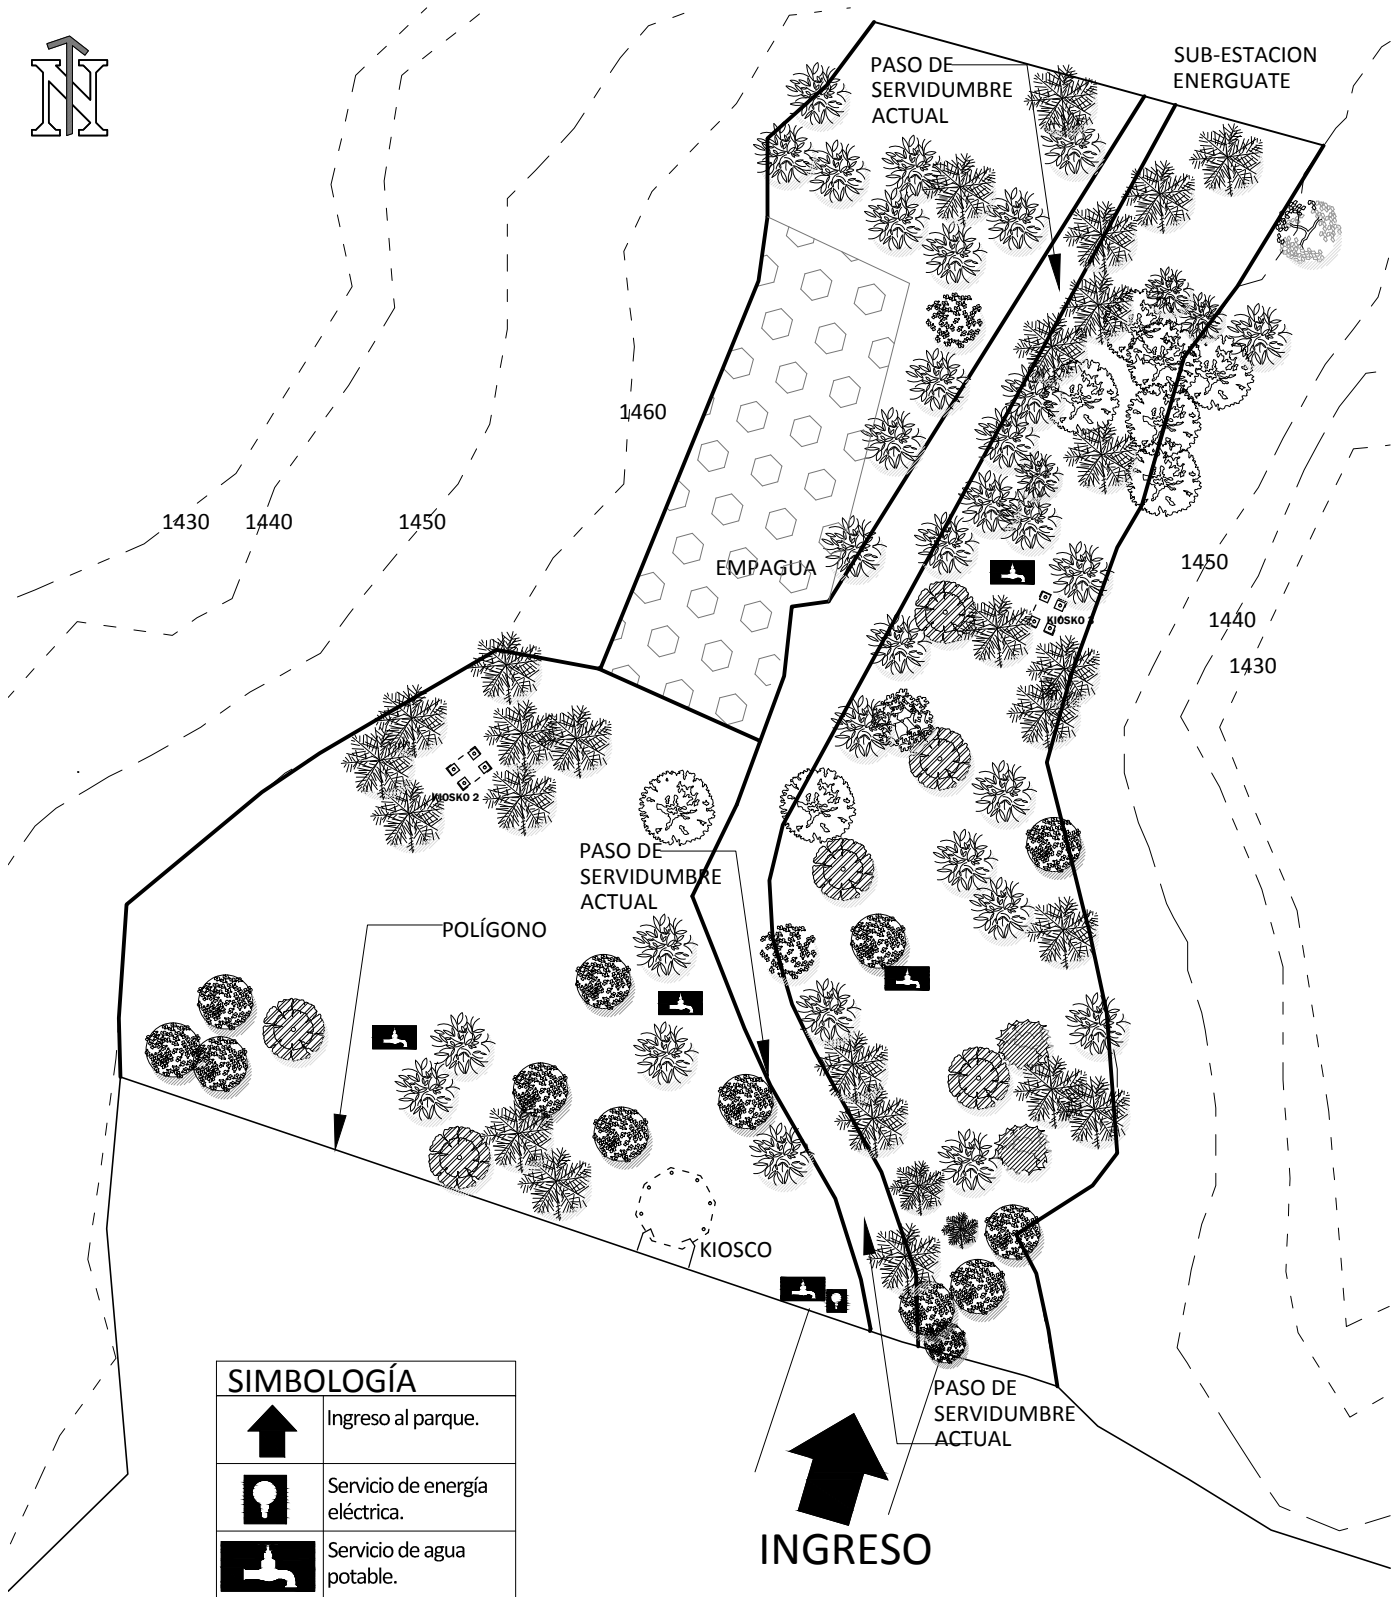 N
PASO DE
SERVIDUMBRE
ACTUAL
SUB-ESTACION
ENERGUATE
1460
1430
1440
1450
EMPAGUA
1450
1440
1430
KIOSKO 3
KIOSKO 2
PASO DE
SERVIDUMBRE
ACTUAL
POLÍGONO
KIOSCO
PASO DE
SERVIDUMBRE
ACTUAL
INGRESO
SIMBOLOGÍA
Ingreso al parque.
Servicio de energía
eléctrica.
Servicio de agua
potable.